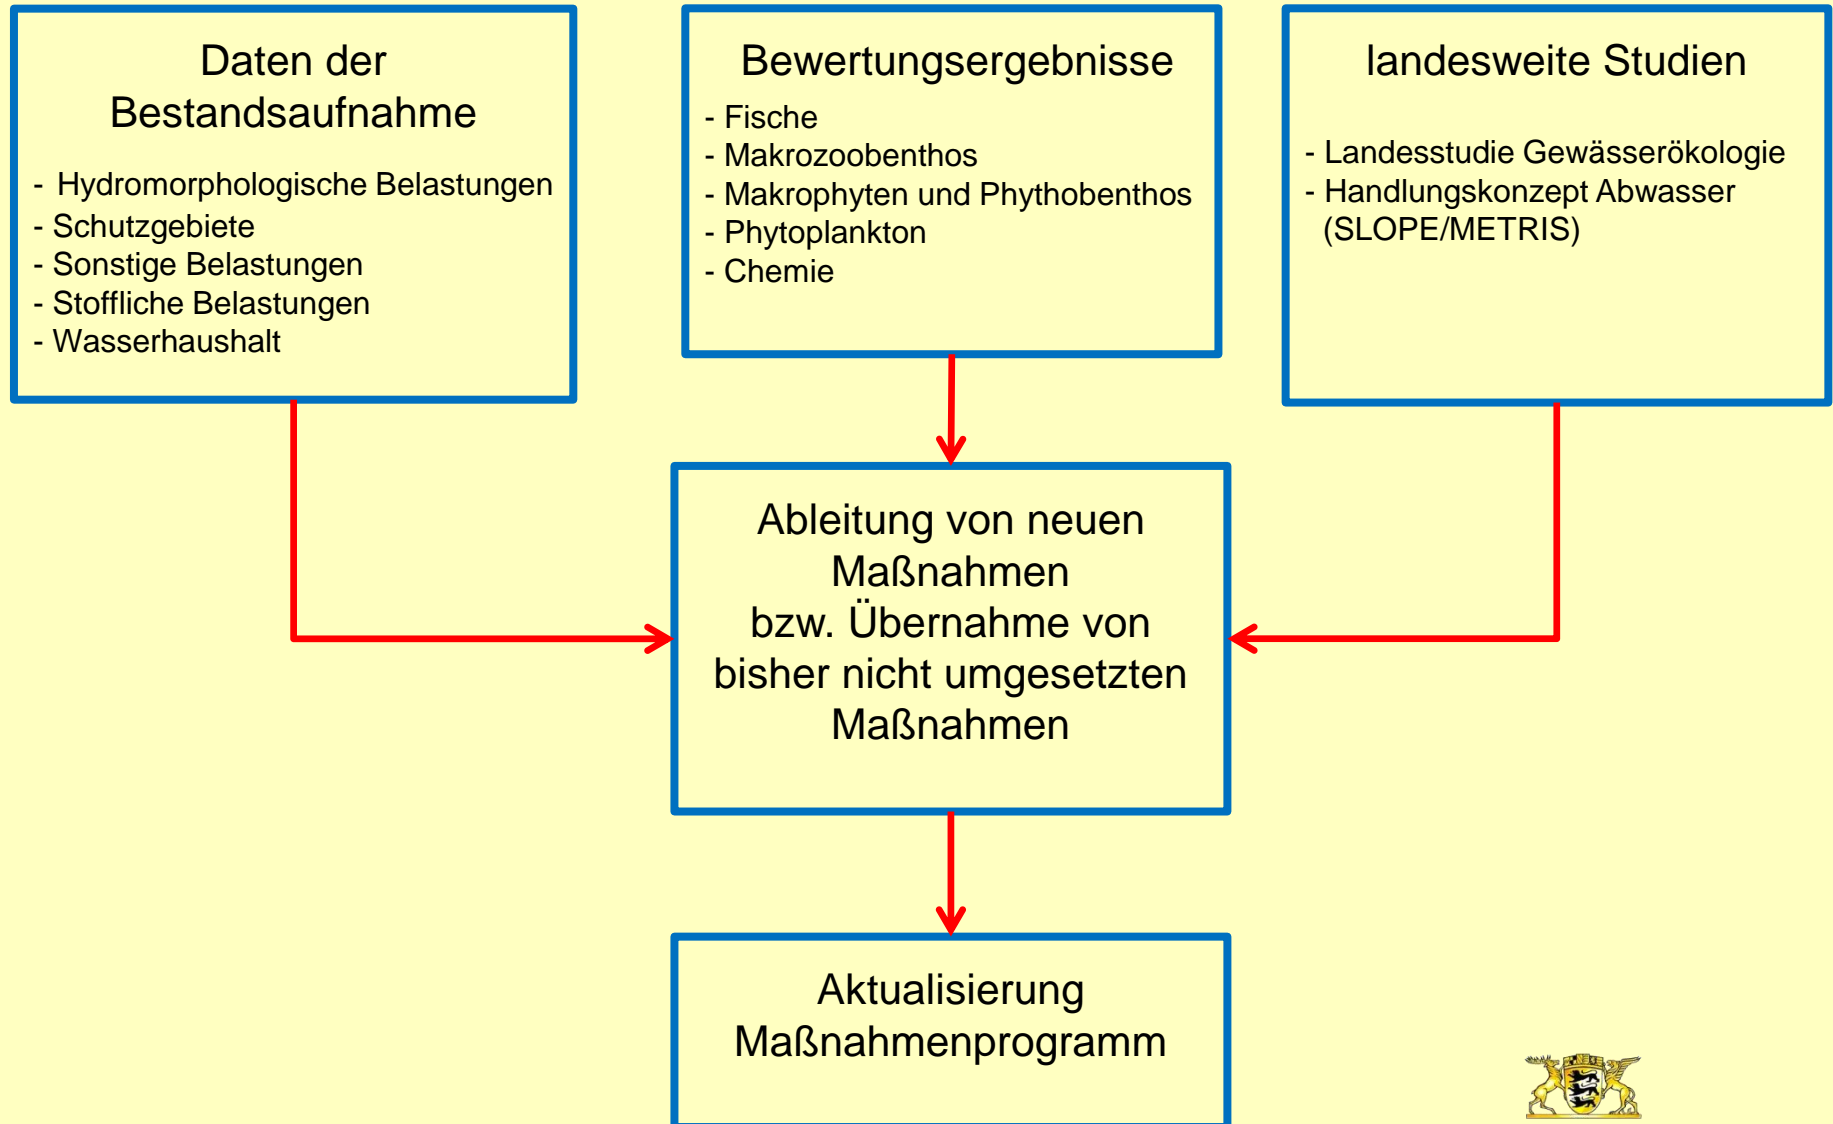 Daten der
Bestandsaufnahme
- Hydromorphologische Belastungen
- Schutzgebiete
- Sonstige Belastungen
- Stoffliche Belastungen
- Wasserhaushalt
Bewertungsergebnisse
- Fische
- Makrozoobenthos
- Makrophyten und Phythobenthos
- Phytoplankton
- Chemie
landesweite Studien
- Landesstudie Gewässerökologie
- Handlungskonzept Abwasser
(SLOPE/METRIS)
Ableitung von neuen
Maßnahmen
bzw. Übernahme von
bisher nicht umgesetzten
Maßnahmen
Aktualisierung
Maßnahmenprogramm